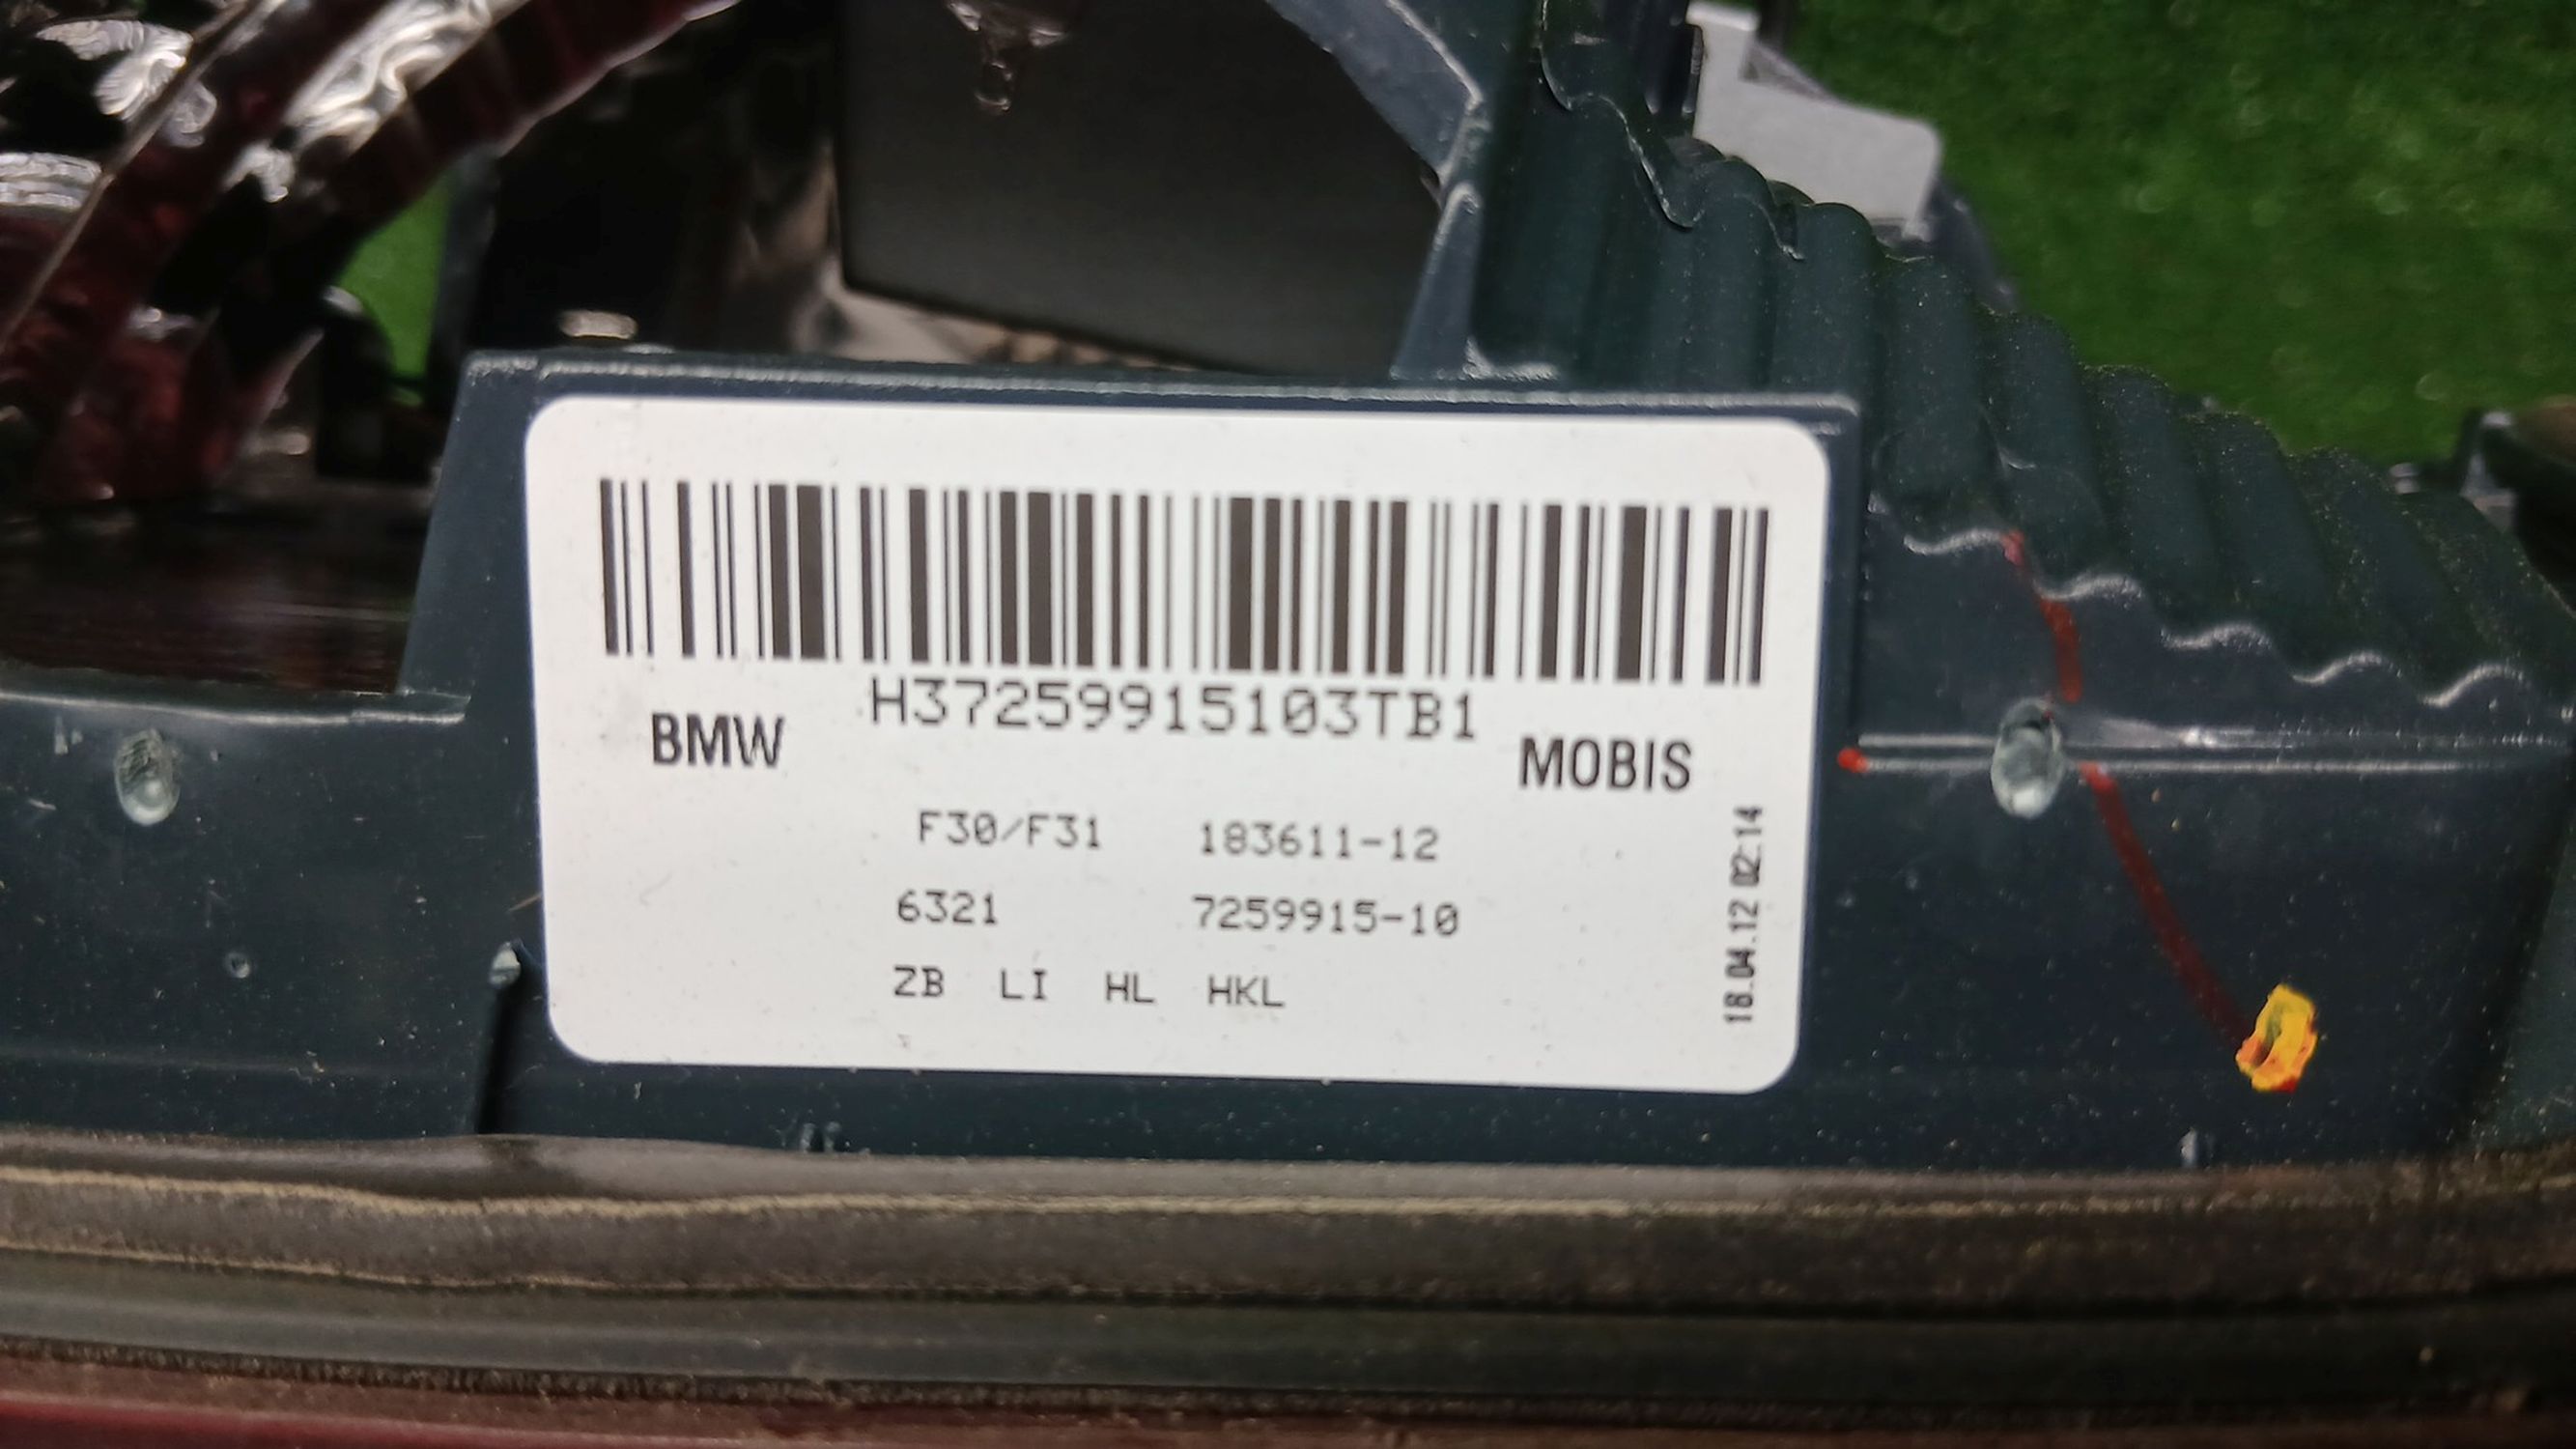 H37259915103TB1
BMW MOBIS
F30/F31 183611-12
6321 7259915-10
ZB LI HL HKL
18.04.12 02:14